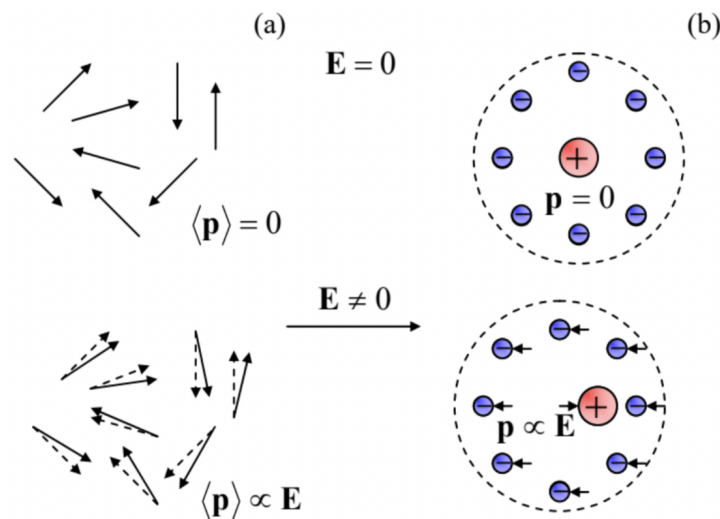 (a)
(b)
E = 0
⟨p⟩ = 0
+
p = 0
− − − − − − − −
E ≠ 0
⟨p⟩ ∝ E
+
p ∝ E
− − − − − − − −